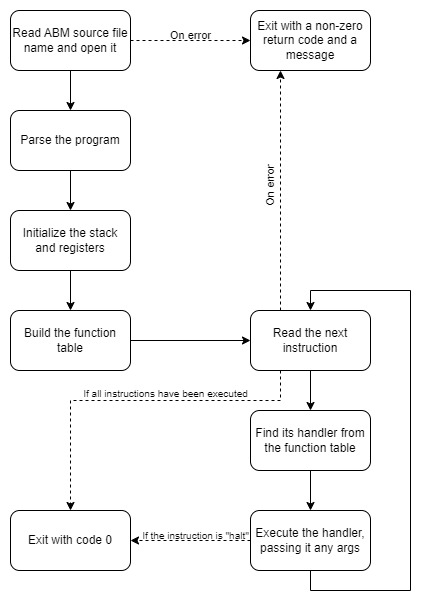 Read ABM source file
name and open it
On error
Exit with a non-zero
return code and a
message
Parse the program
On error
Initialize the stack
and registers
Build the function
table
Read the next
instruction
If all instructions have been executed
Find its handler from
the function table
Exit with code 0
If the instruction is "halt"
Execute the handler,
passing it any args